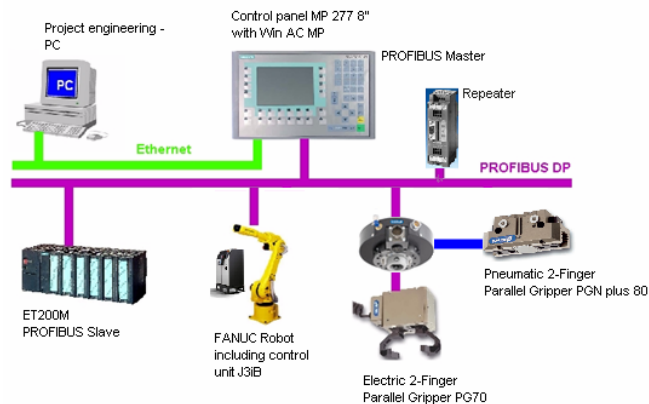 Project engineering -
PC
Control panel MP 277 8"
with Win AC MP
PROFIBUS Master
Repeater
PC
Ethernet
PROFIBUS DP
ET200M
PROFIBUS Slave
FANUC Robot
including control
unit J3iB
Pneumatic 2-Finger
Parallel Gripper PGN plus 80
Electric 2-Finger
Parallel Gripper PG70